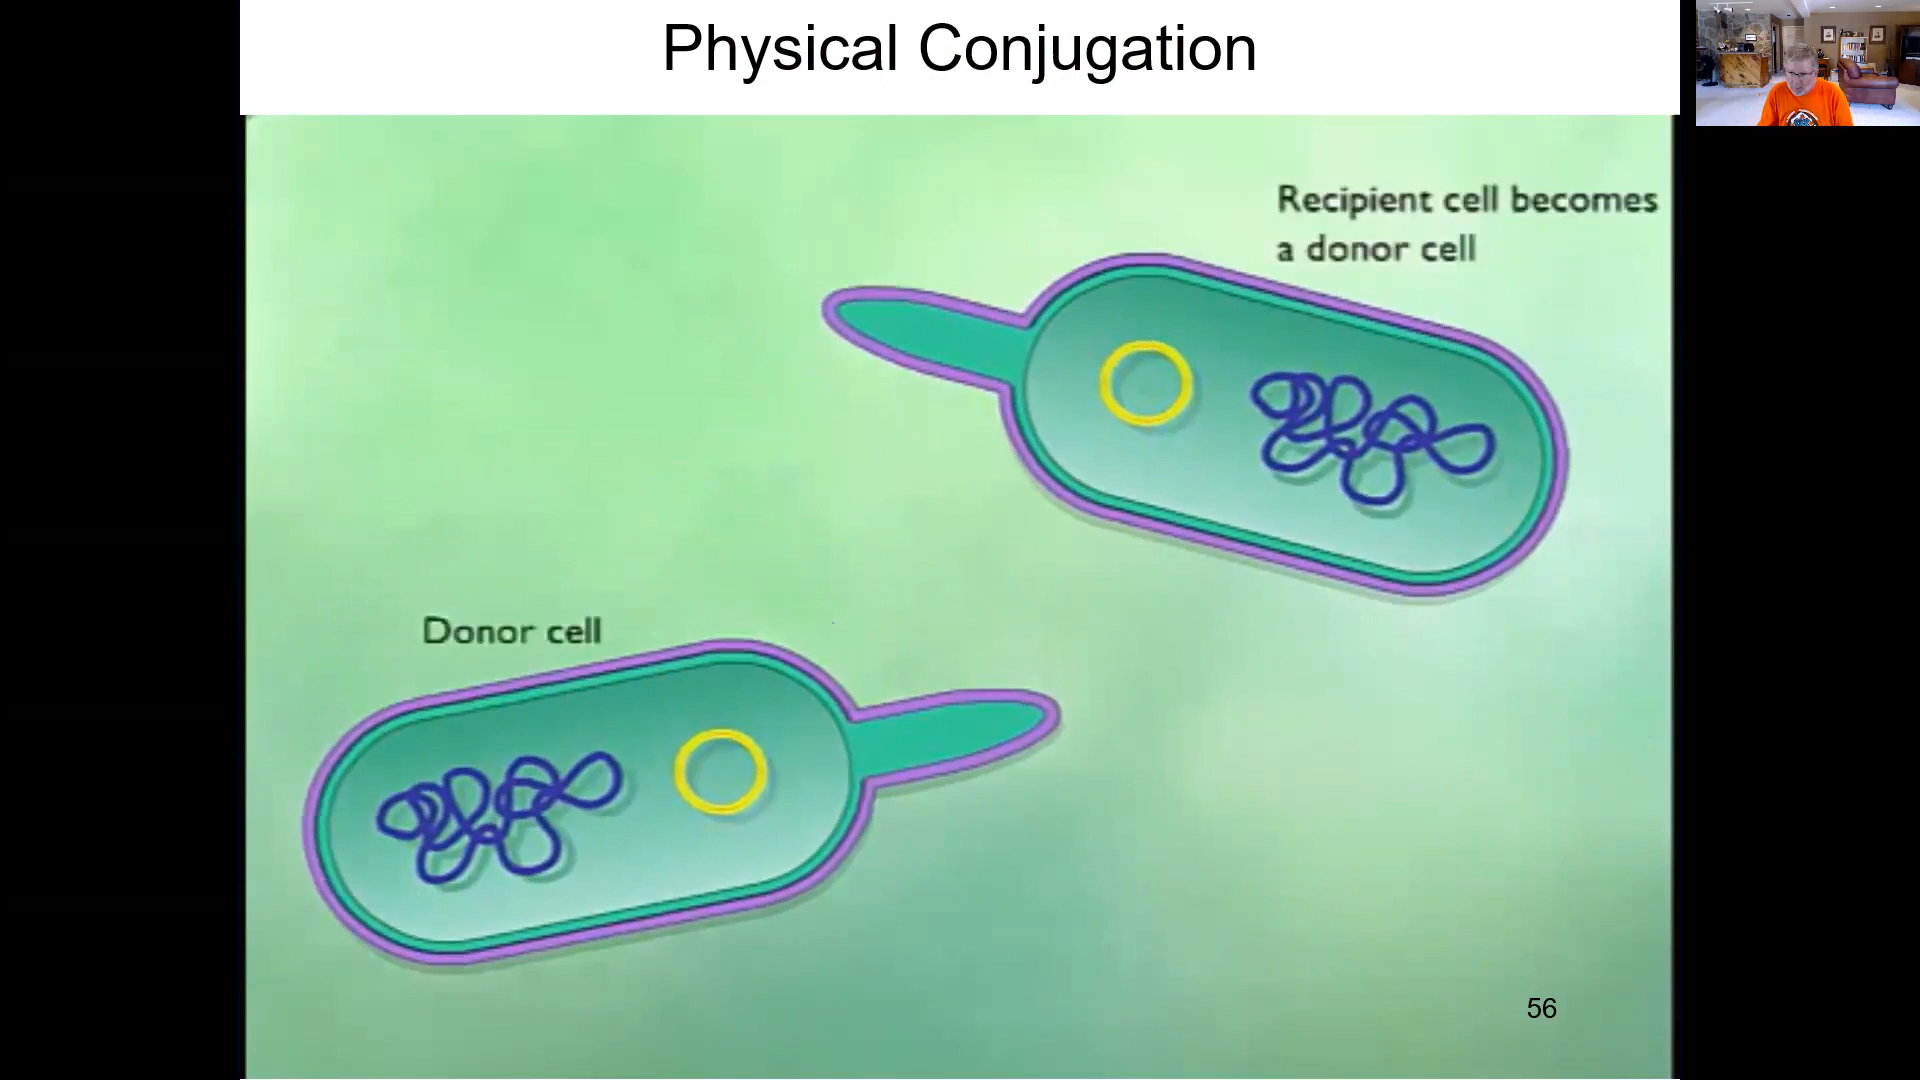 Physical Conjugation
Recipient cell becomes
a donor cell
Donor cell
56